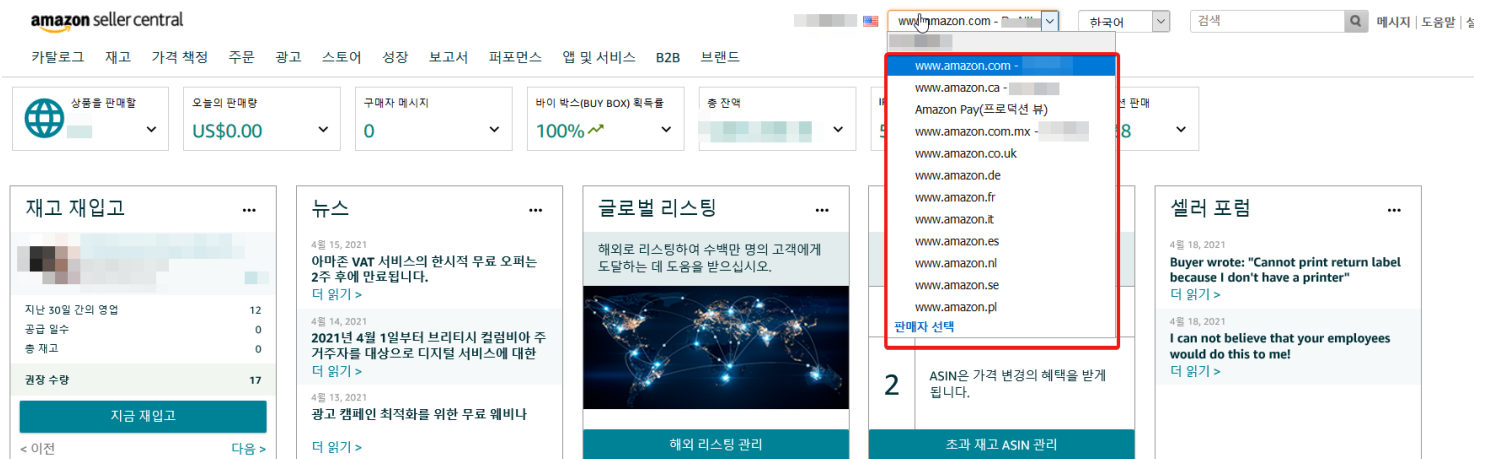 amazon seller central
www.amazon.com -
한국어
검색
메시지 | 도움말 |
카탈로그 재고 가격 책정 주문 광고 스토어 성장 보고서 퍼포먼스 앱 및 서비스 B2B 브랜드
www.amazon.com -
www.amazon.ca -
Amazon Pay(프로덕션 뷰)
www.amazon.com.mx -
www.amazon.co.uk
www.amazon.de
www.amazon.fr
www.amazon.it
www.amazon.es
www.amazon.nl
www.amazon.se
www.amazon.pl
판매자 선택
상품을 판매할
오늘의 판매량
US$0.00
구매자 메시지
0
바이 박스(BUY BOX) 획득률
100%
총 잔액
판매
8
재고 재입고
...
지난 30일 간의 영업 12
공급 일수 0
총 재고 0
권장 수량 17
지금 재입고
< 이전 다음 >
뉴스
...
4월 15, 2021
아마존 VAT 서비스의 한시적 무료 오퍼는
2주 후에 만료됩니다.
더 읽기 >
4월 14, 2021
2021년 4월 1일부터 브리티시 컬럼비아 주
거주자를 대상으로 디지털 서비스에 대한
더 읽기 >
4월 13, 2021
광고 캠페인 최적화를 위한 무료 웨비나
더 읽기 >
글로벌 리스팅
...
해외로 리스팅하여 수백만 명의 고객에게
도달하는 데 도움을 받으십시오.
해외 리스팅 관리
2
ASIN은 가격 변경의 혜택을 받게
됩니다.
초과 재고 ASIN 관리
셀러 포럼
...
4월 18, 2021
Buyer wrote: "Cannot print return label
because I don't have a printer"
더 읽기 >
4월 18, 2021
I can not believe that your employees
would do this to me!
더 읽기 >